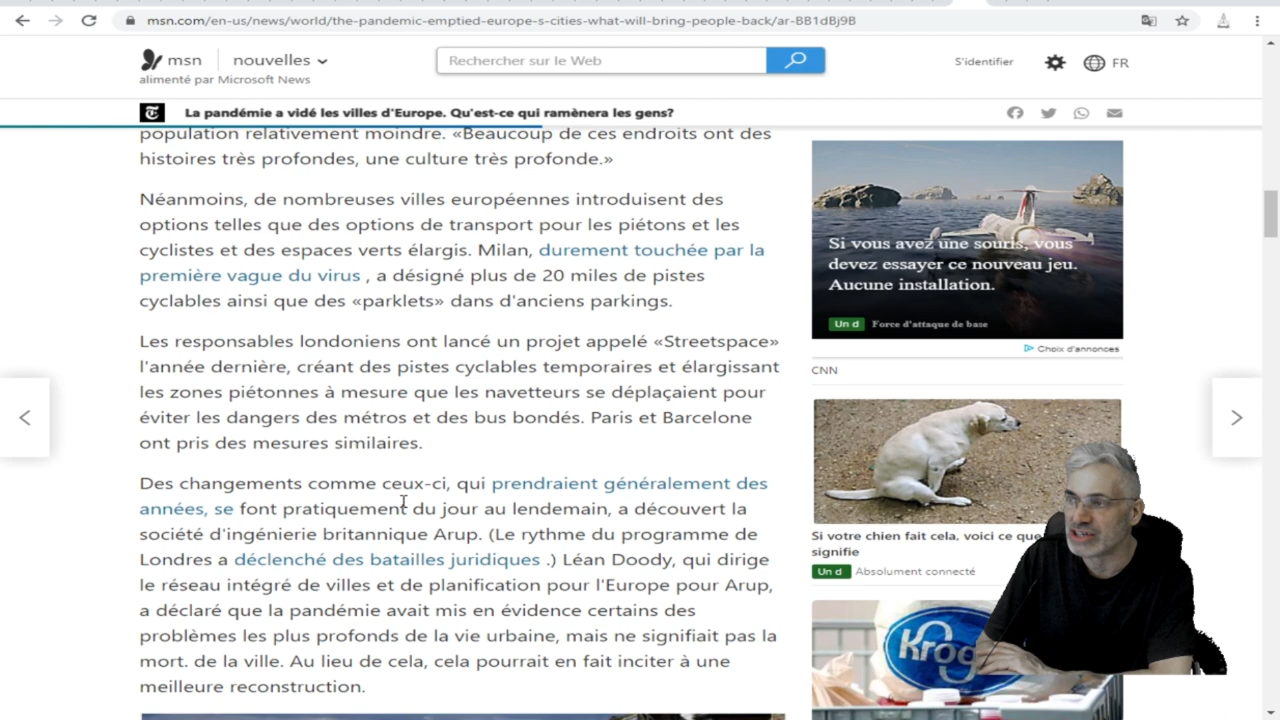 msn.com/en-us/news/world/the-pandemic-emptied-europe-s-cities-what-will-bring-people-back/ar-BB1dBj9B
msn
nouvelles
alimenté par Microsoft News
Rechercher sur le Web
S'identifier
FR
La pandémie a vidé les villes d'Europe. Qu'est-ce qui ramènera les gens?
population relativement moindre. «Beaucoup de ces endroits ont des
histoires très profondes, une culture très profonde.»
Néanmoins, de nombreuses villes européennes introduisent des
options telles que des options de transport pour les piétons et les
cyclistes et des espaces verts élargis. Milan, durement touchée par la
première vague du virus , a désigné plus de 20 miles de pistes
cyclables ainsi que des «parklets» dans d'anciens parkings.
Les responsables londoniens ont lancé un projet appelé «Streetspace»
l'année dernière, créant des pistes cyclables temporaires et élargissant
les zones piétonnes à mesure que les navetteurs se déplaçaient pour
éviter les dangers des métros et des bus bondés. Paris et Barcelone
ont pris des mesures similaires.
Des changements comme ceux-ci, qui prendraient généralement des
années, se font pratiquement du jour au lendemain, a découvert la
société d'ingénierie britannique Arup. (Le rythme du programme de
Londres a déclenché des batailles juridiques .) Léan Doody, qui dirige
le réseau intégré de villes et de planification pour l'Europe pour Arup,
a déclaré que la pandémie avait mis en évidence certains des
problèmes les plus profonds de la vie urbaine, mais ne signifiait pas la
mort. de la ville. Au lieu de cela, cela pourrait en fait inciter à une
meilleure reconstruction.
Si vous avez une souris, vous
devez essayer ce nouveau jeu.
Aucune installation.
Un d Force d'attaque de base
Choix d'annonces
CNN
Si votre chien fait cela, voici ce que
signifie
Un d Absolument connecté
Krog